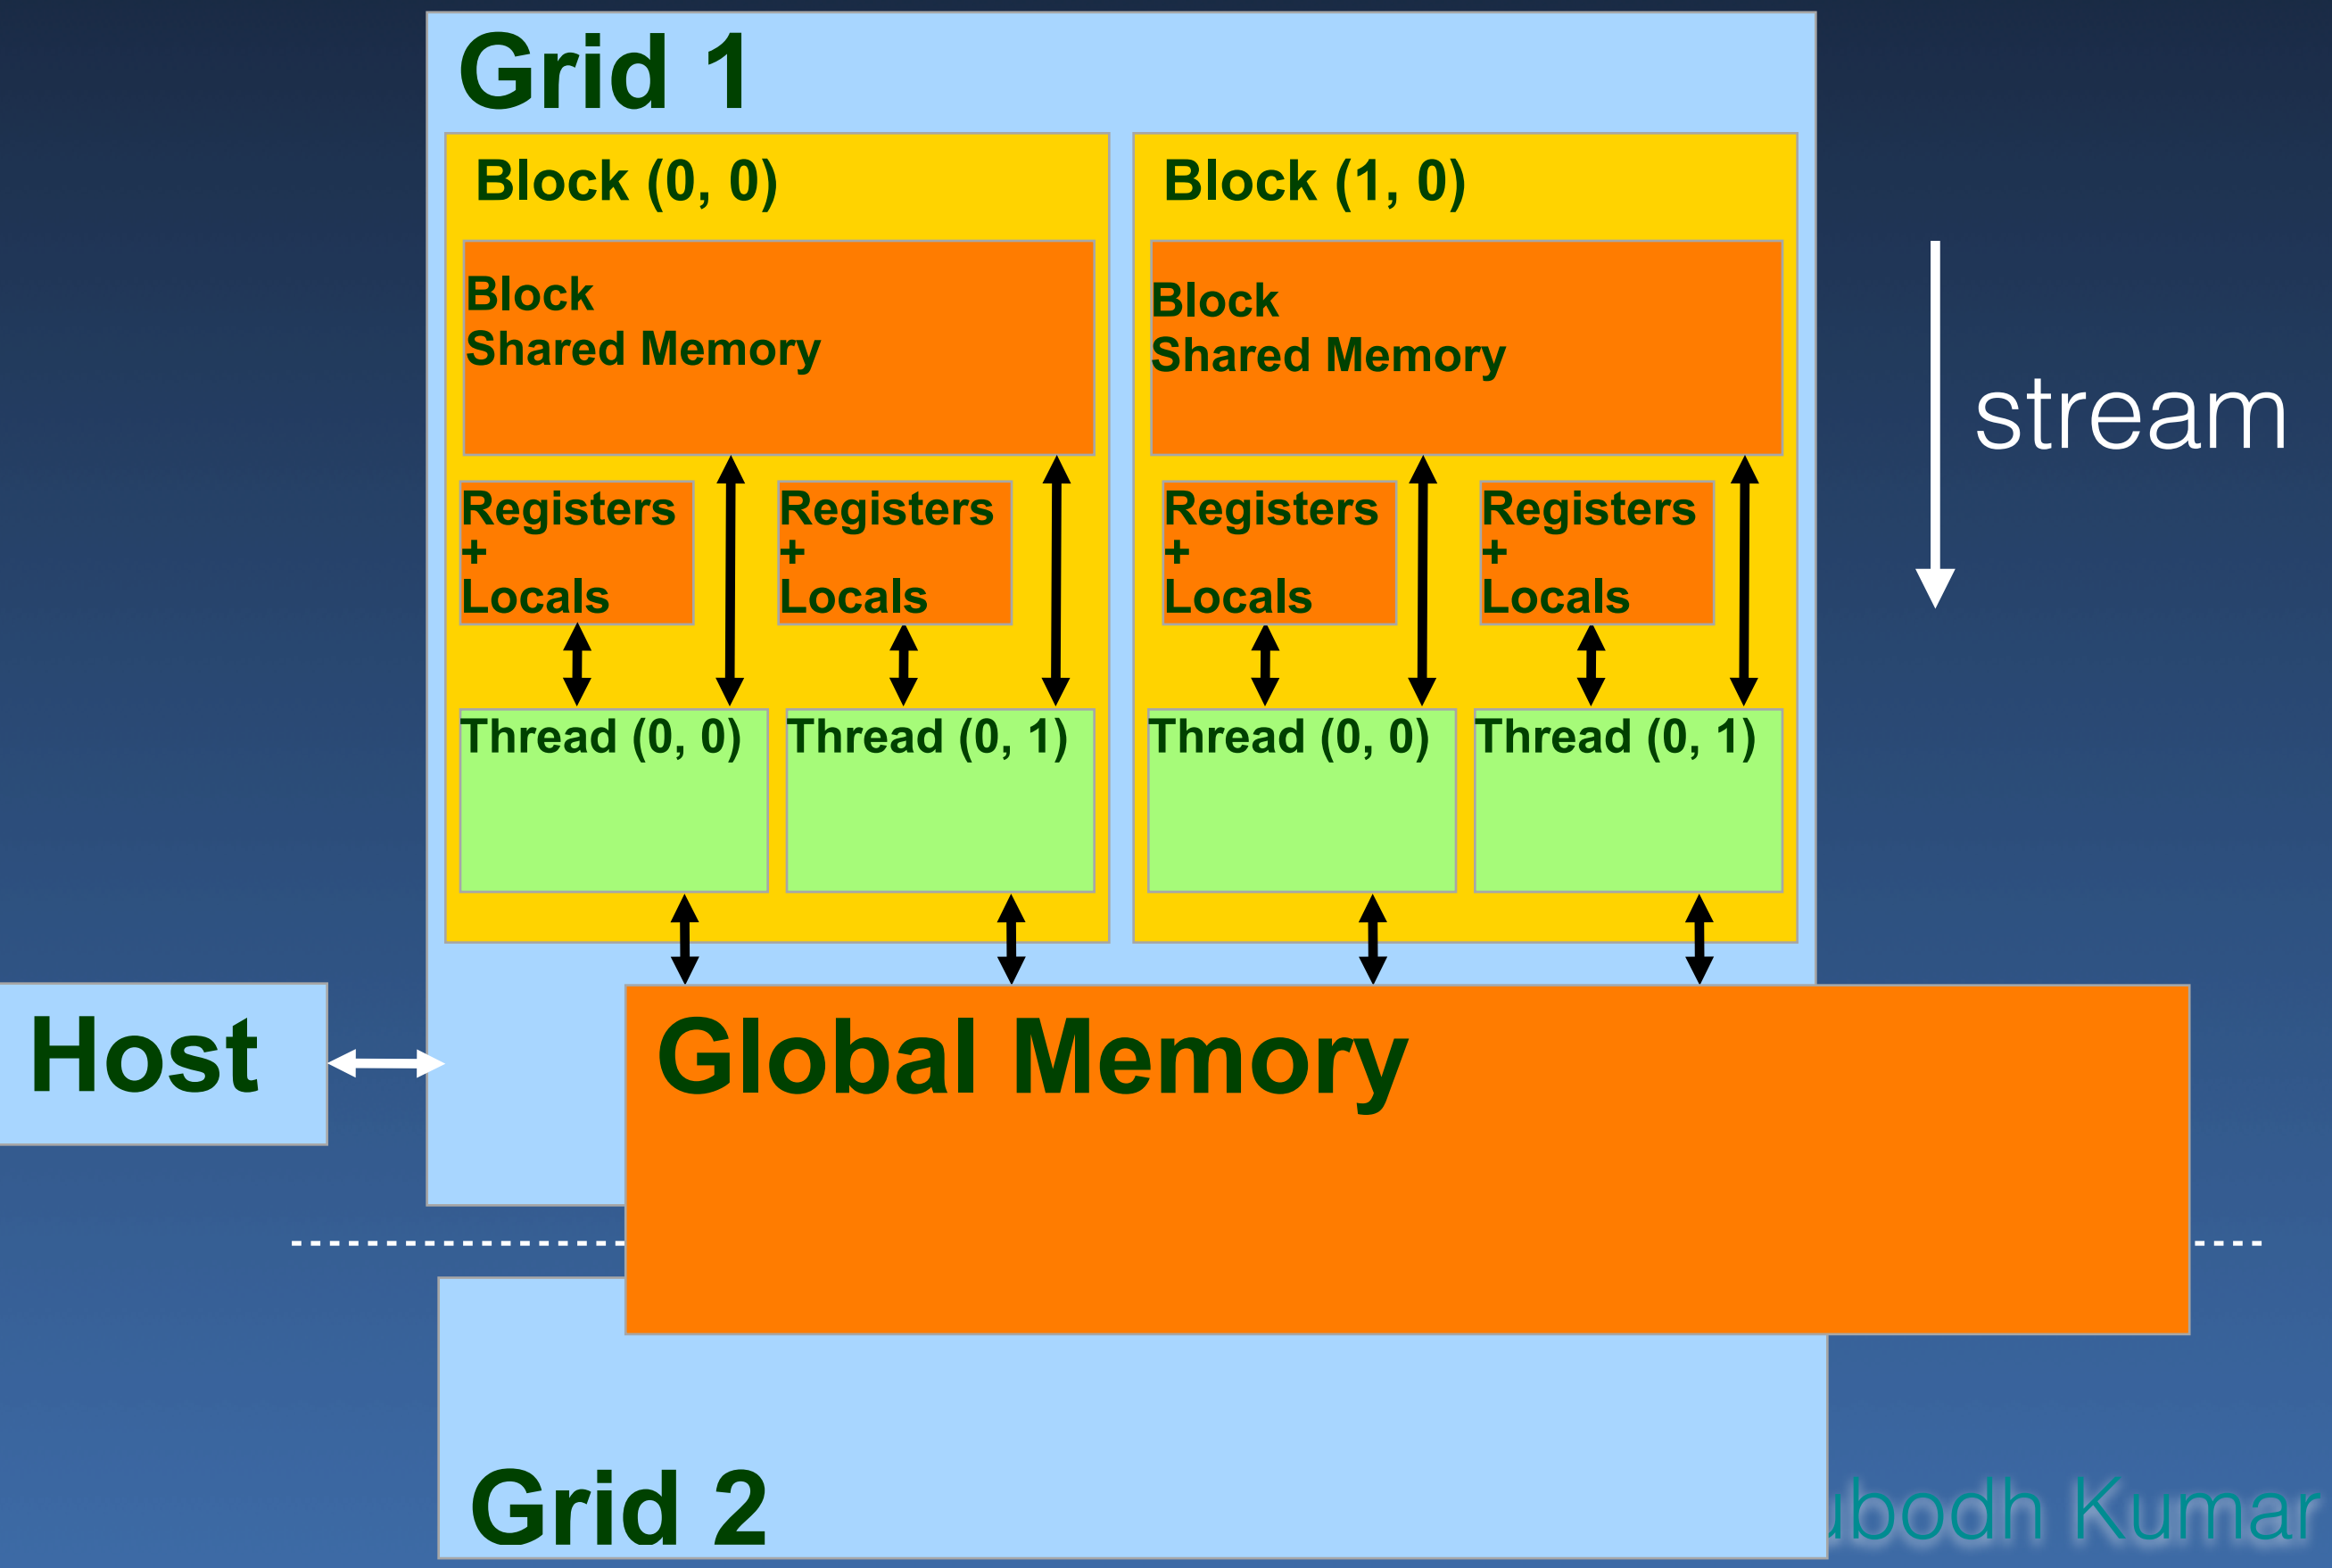 Grid 1
Block (0, 0)
Block (1, 0)
Block
Shared Memory
Block
Shared Memory
stream
Registers
+
Locals
Registers
+
Locals
Registers
+
Locals
Registers
+
Locals
Thread (0, 0)
Thread (0, 1)
Thread (0, 0)
Thread (0, 1)
Host
Global Memory
Grid 2
Kumar